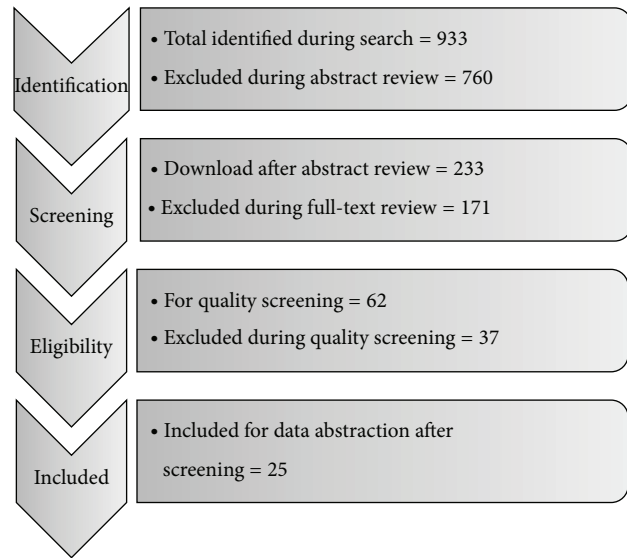 Identification
• Total identified during search = 933
• Excluded during abstract review = 760
Screening
• Download after abstract review = 233
• Excluded during full-text review = 171
Eligibility
• For quality screening = 62
• Excluded during quality screening = 37
Included
• Included for data abstraction after
screening = 25